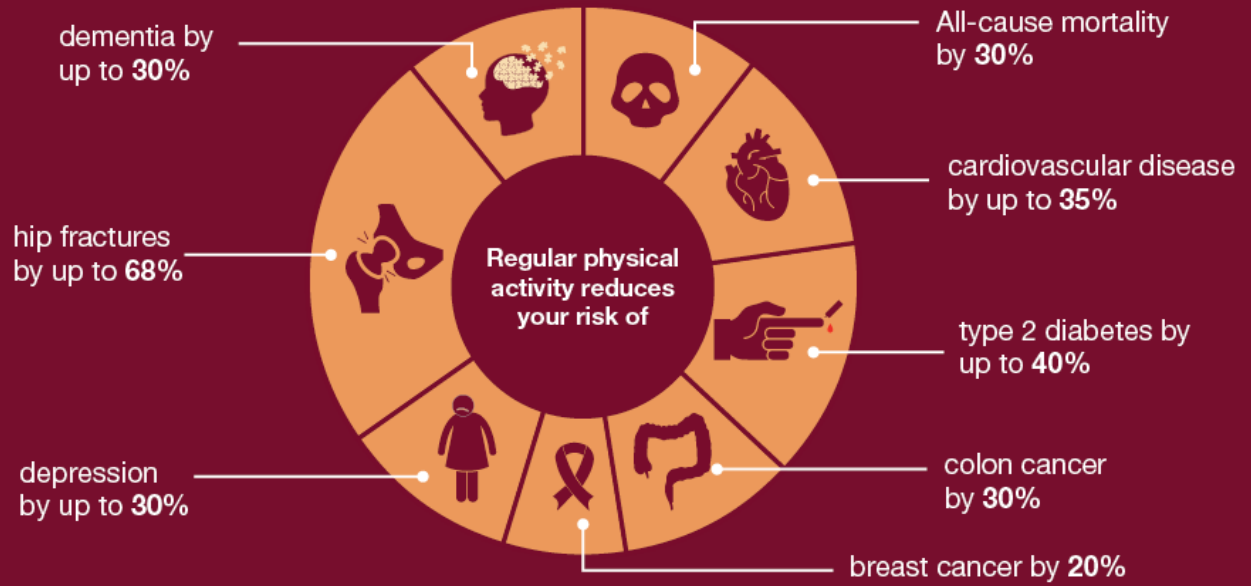 Regular physical
activity reduces
your risk of
All-cause mortality
by 30%
cardiovascular disease
by up to 35%
type 2 diabetes by
up to 40%
colon cancer
by 30%
breast cancer by 20%
depression
by up to 30%
hip fractures
by up to 68%
dementia by
up to 30%